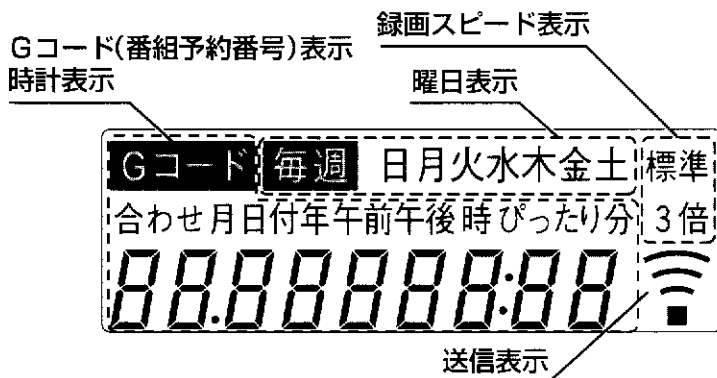 録画スピード表示
Gコード(番組予約番号)表示
時計表示
曜日表示
Gコード 毎週 日月火水木金土 標準
合わせ月日付年午前午後時ぴったり分 3倍
88.88888:88
送信表示